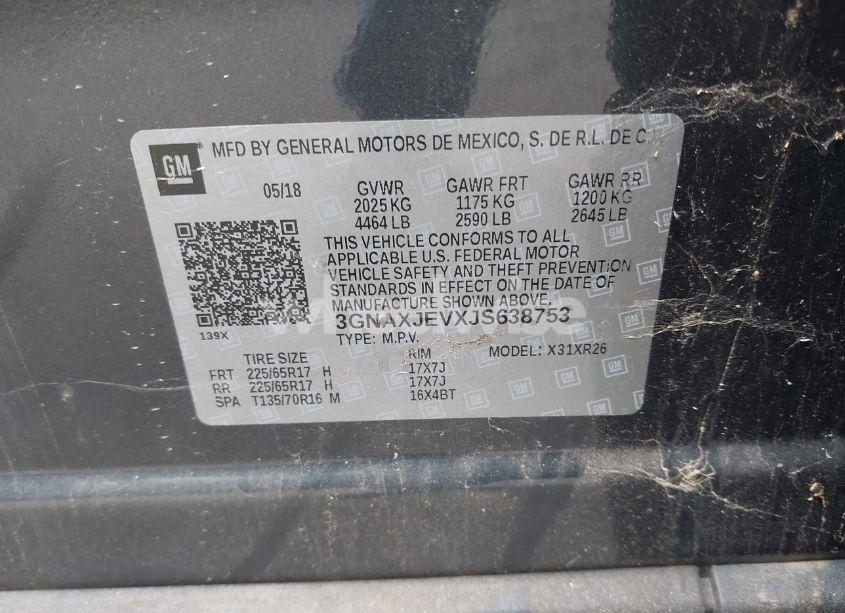 GM ® MFD BY GENERAL MOTORS DE MEXICO, S. DE R.L. DE C
05/18 GVWR GAWR FRT GAWR RR
2025 KG 1175 KG 1200 KG
4464 LB 2590 LB 2645 LB
THIS VEHICLE CONFORMS TO ALL
APPLICABLE U.S. FEDERAL MOTOR
VEHICLE SAFETY AND THEFT PREVENTION
STANDARDS IN EFFECT ON THE DATE OF
MANUFACTURE SHOWN ABOVE.
139X 3GNAXJEVXJS638753
TYPE: M.P.V. MODEL: X31XR26
TIRE SIZE RIM
FRT 225/65R17 H 17X7J
RR 225/65R17 H 17X7J
SPA T135/70R16 M 16X4BT